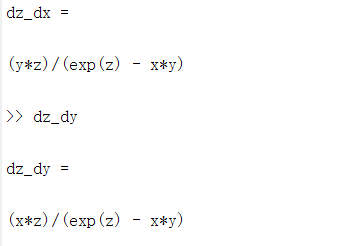 dz_dx =
(y*z)/(exp(z) - x*y)
>> dz_dy
dz_dy =
(x*z)/(exp(z) - x*y)